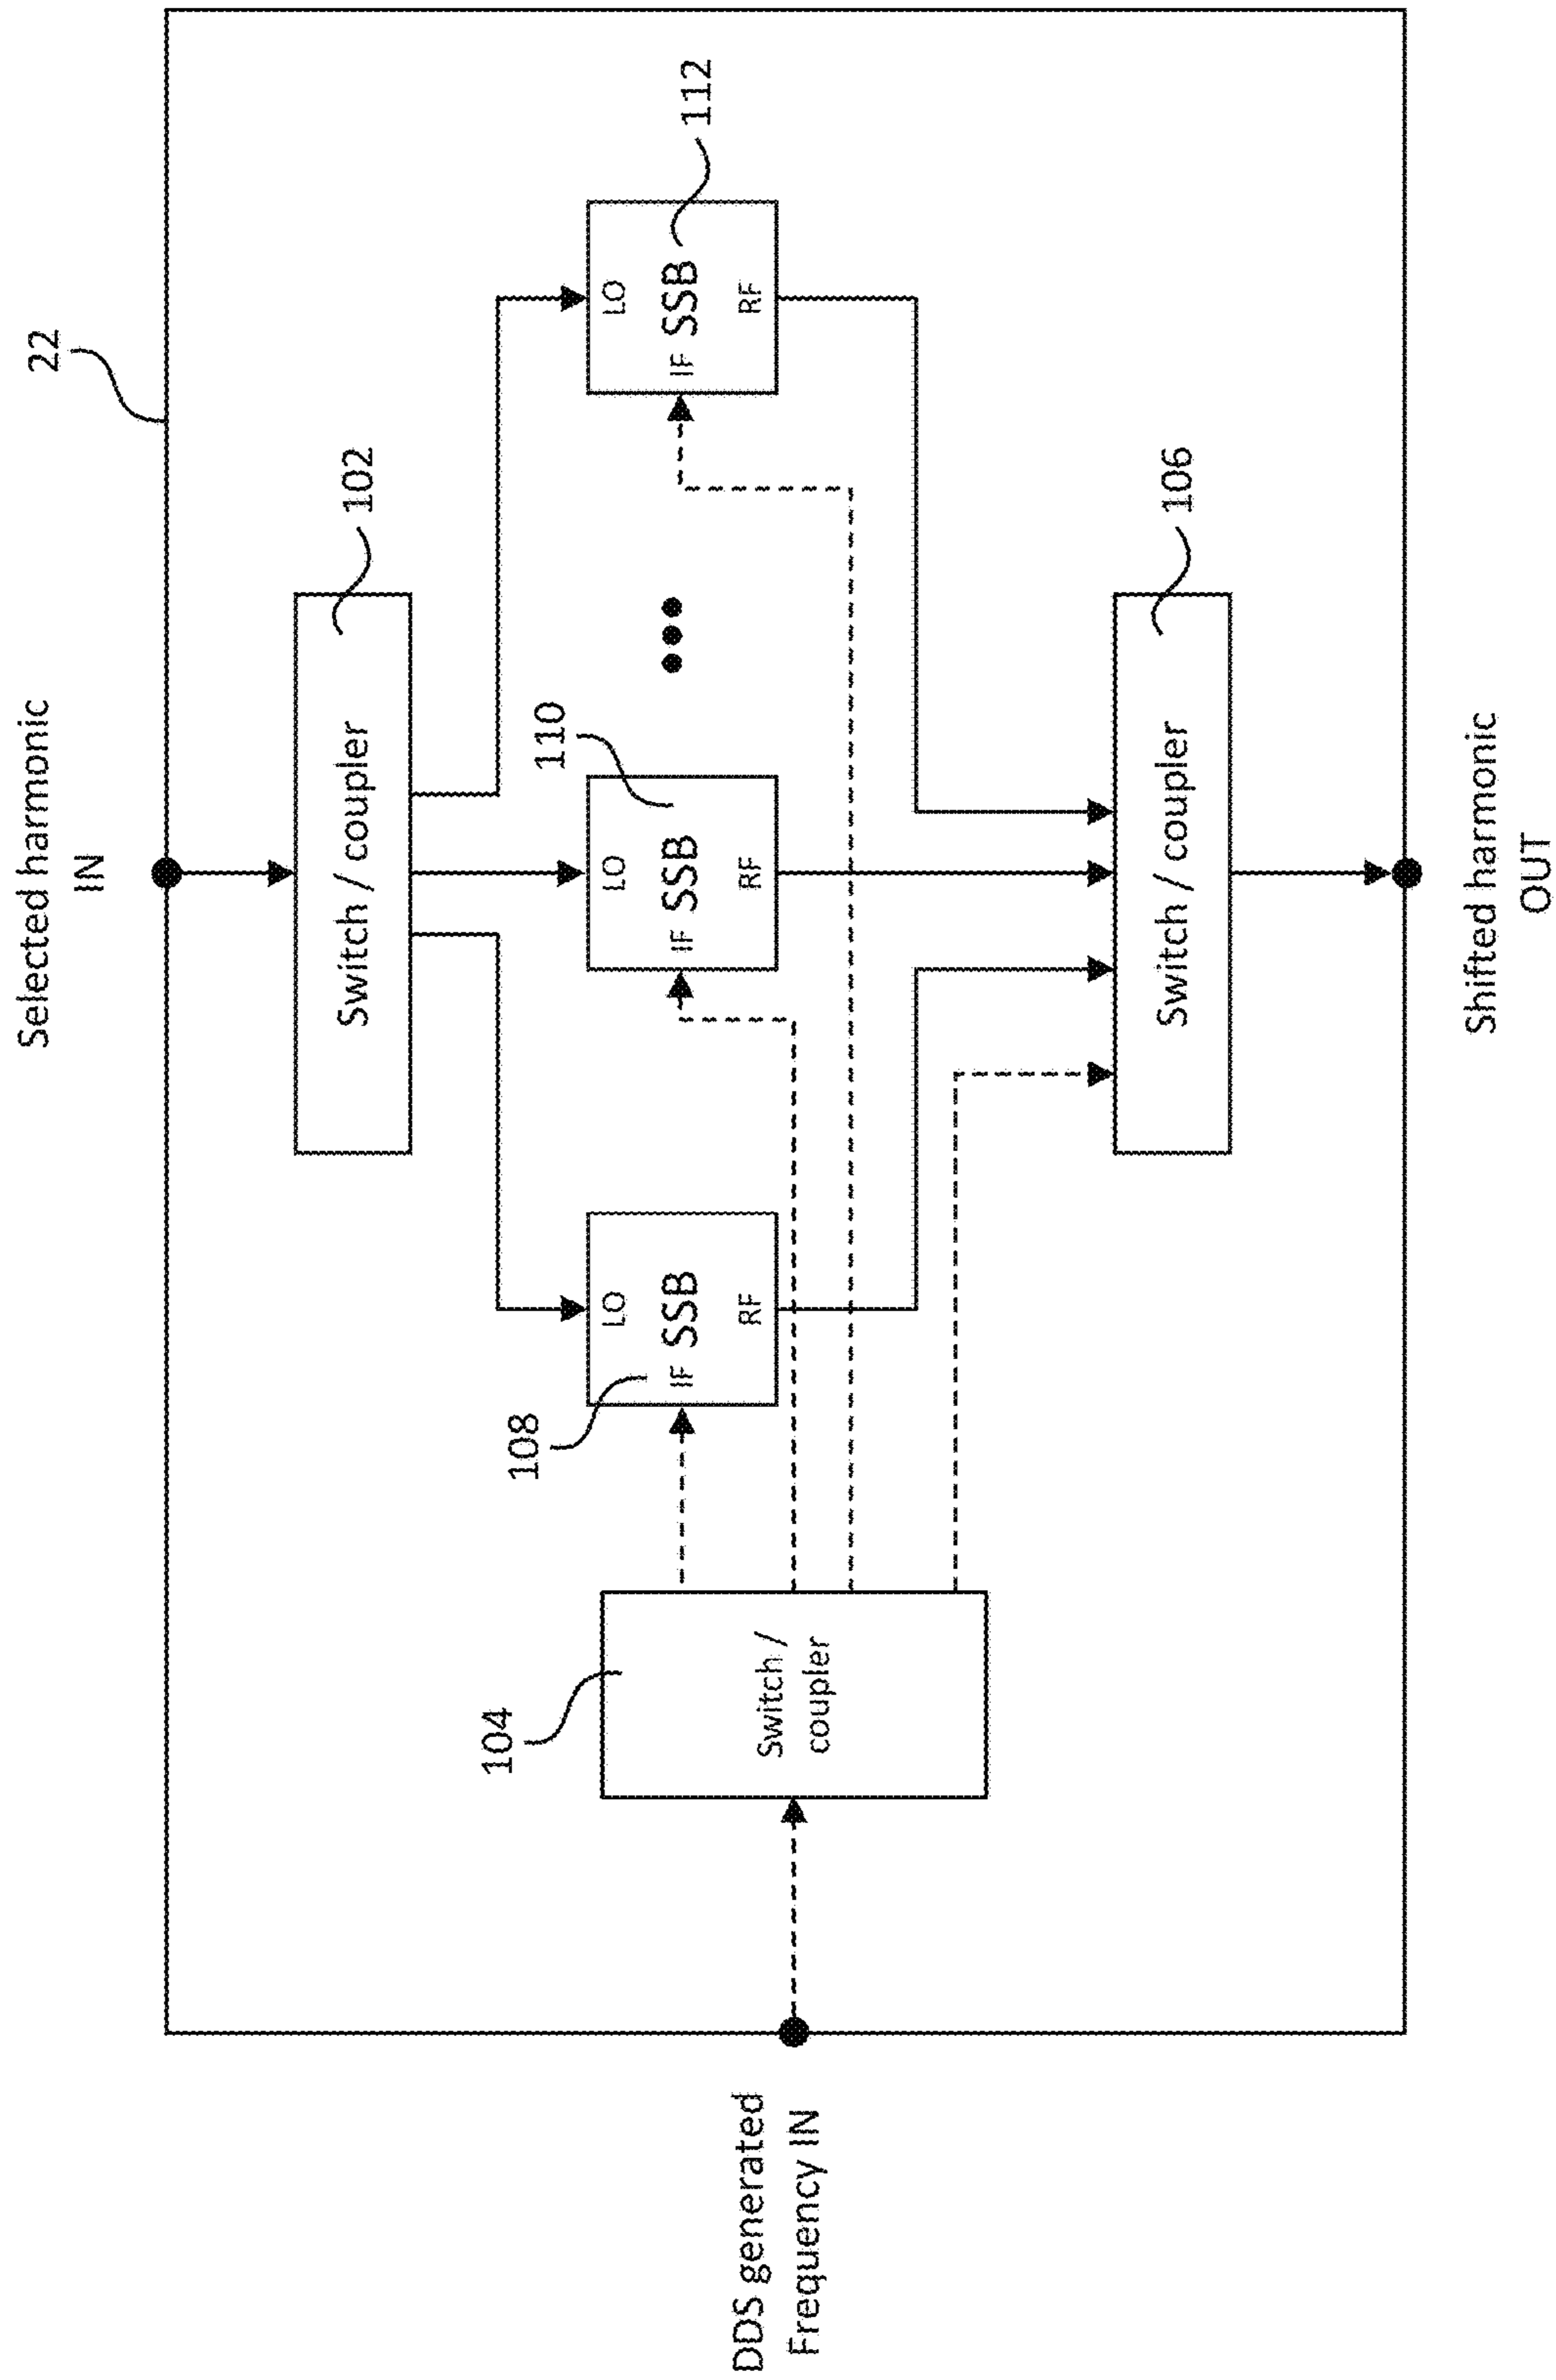 Selected harmonic
IN
22
Switch / coupler
102
108
LO
IF SSB
RF
110
LO
IF SSB
RF
LO
IF SSB
RF
112
104
Switch /
coupler
DDS generated
Frequency IN
Switch / coupler
106
Shifted harmonic
OUT